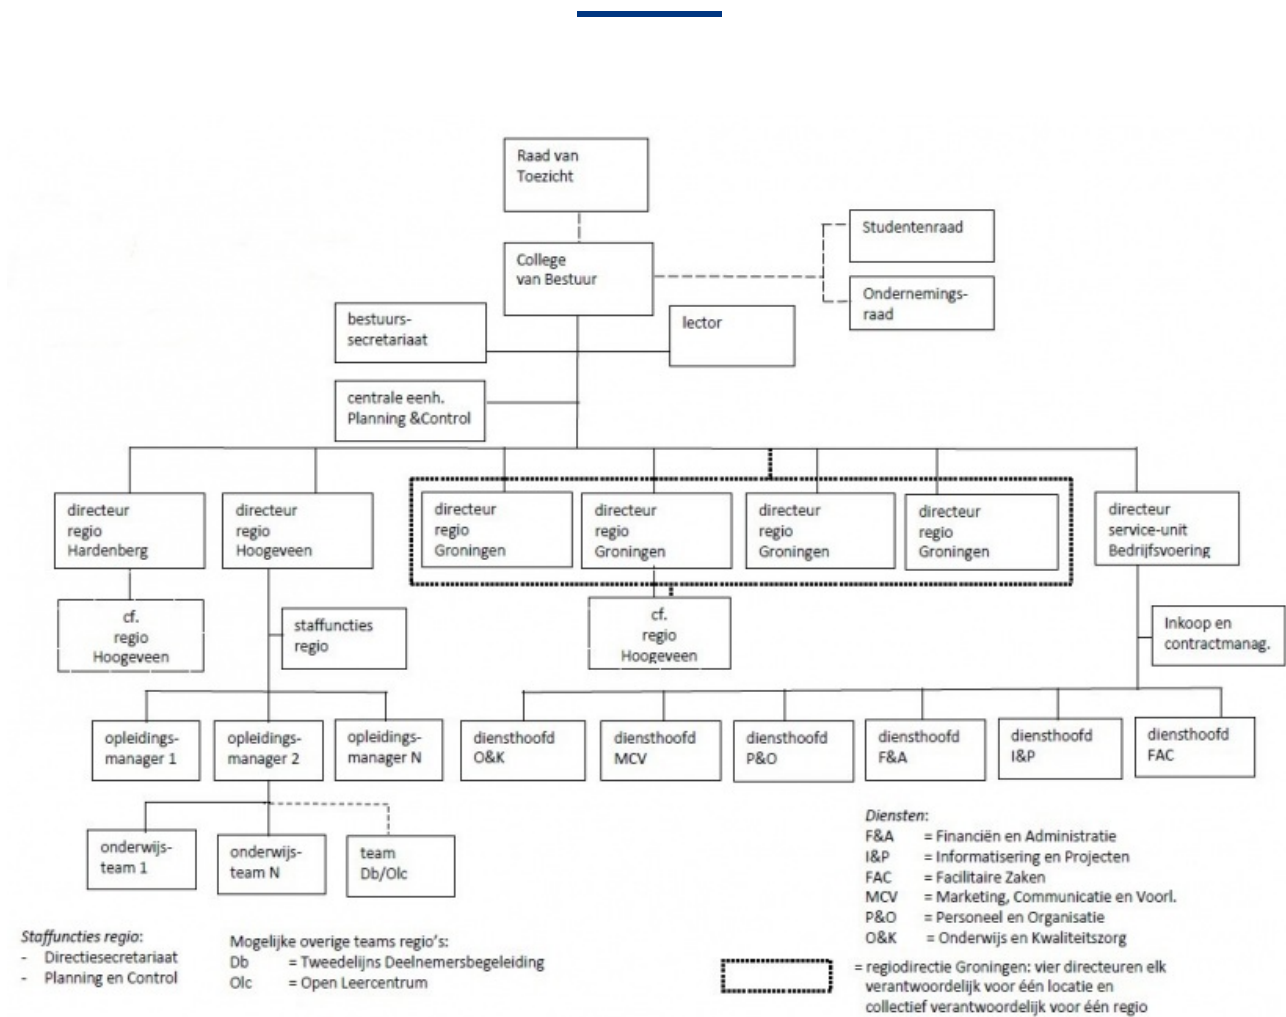 Raad van
Toezicht
College
van Bestuur
Studentenraad
Ondernemings-
raad
bestuurs-
secretariaat
lector
centrale eenh.
Planning &Control
directeur
regio
Hardenberg
directeur
regio
Hoogeveen
directeur
regio
Groningen
directeur
regio
Groningen
directeur
regio
Groningen
directeur
regio
Groningen
directeur
service-unit
Bedrijfsvoering
cf.
regio
Hoogeveen
staffuncties
regio
cf.
regio
Hoogeveen
Inkoop en
contractmanag.
opleidings-
manager 1
opleidings-
manager 2
opleidings-
manager N
diensthoofd
O&K
diensthoofd
MCV
diensthoofd
P&O
diensthoofd
F&A
diensthoofd
I&P
diensthoofd
FAC
onderwijs-
team 1
onderwijs-
team N
team
Db/Olc
Diensten:
F&A = Financiën en Administratie
I&P = Informatisering en Projecten
FAC = Facilitaire Zaken
MCV = Marketing, Communicatie en Voorl.
P&O = Personeel en Organisatie
O&K = Onderwijs en Kwaliteitszorg
Staffuncties regio:
- Directiesecretariaat
- Planning en Control
Mogelijke overige teams regio's:
Db = Tweedelijns Deelnemersbegeleiding
Olc = Open Leercentrum
= regiodirectie Groningen: vier directeuren elk
verantwoordelijk voor één locatie en
collectief verantwoordelijk voor één regio